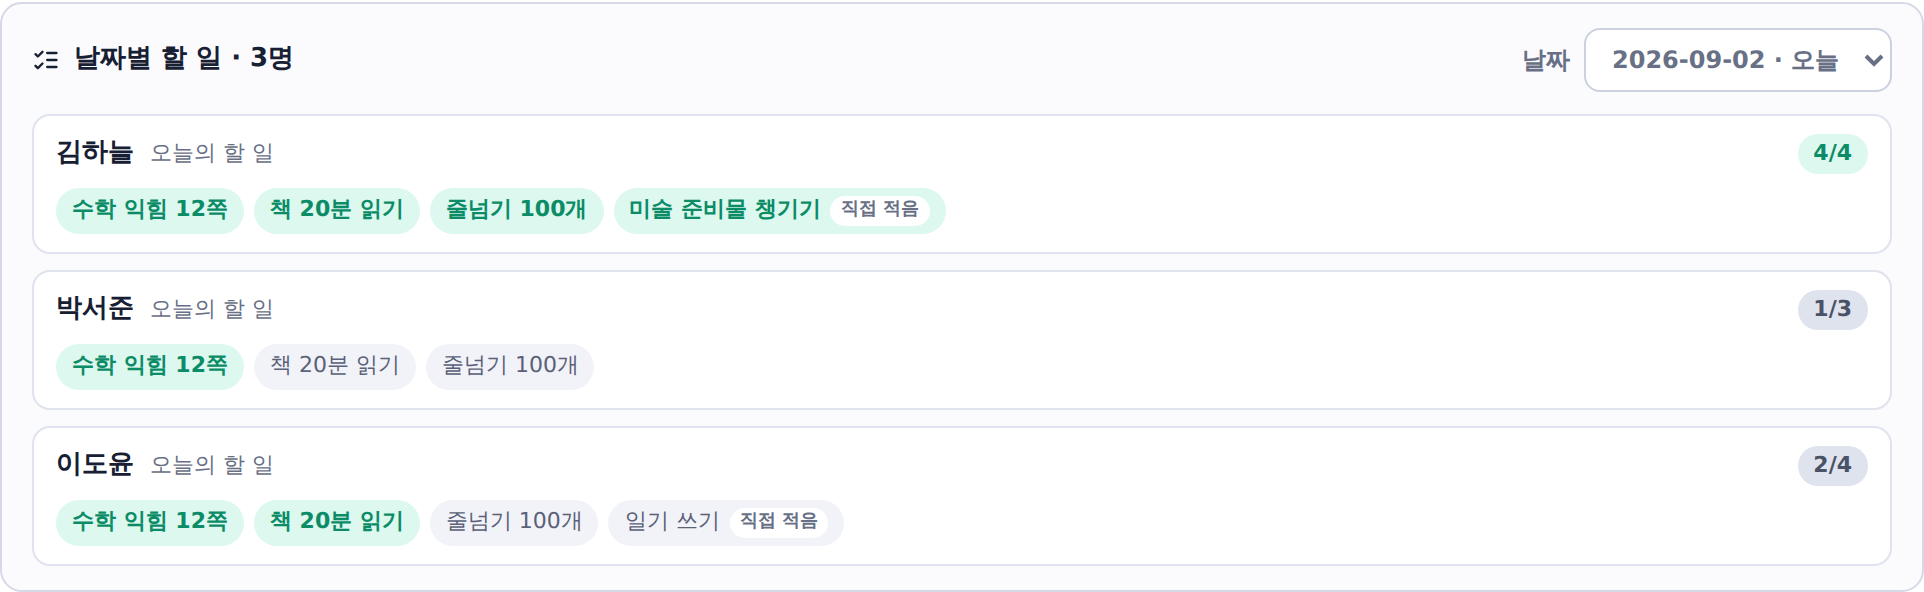 날짜별 할 일 · 3명
날짜 2026-09-02 · 오늘
김하늘 오늘의 할 일 4/4
수학 익힘 12쪽 책 20분 읽기 줄넘기 100개 미술 준비물 챙기기 직접 적음
박서준 오늘의 할 일 1/3
수학 익힘 12쪽 책 20분 읽기 줄넘기 100개
이도윤 오늘의 할 일 2/4
수학 익힘 12쪽 책 20분 읽기 줄넘기 100개 일기 쓰기 직접 적음